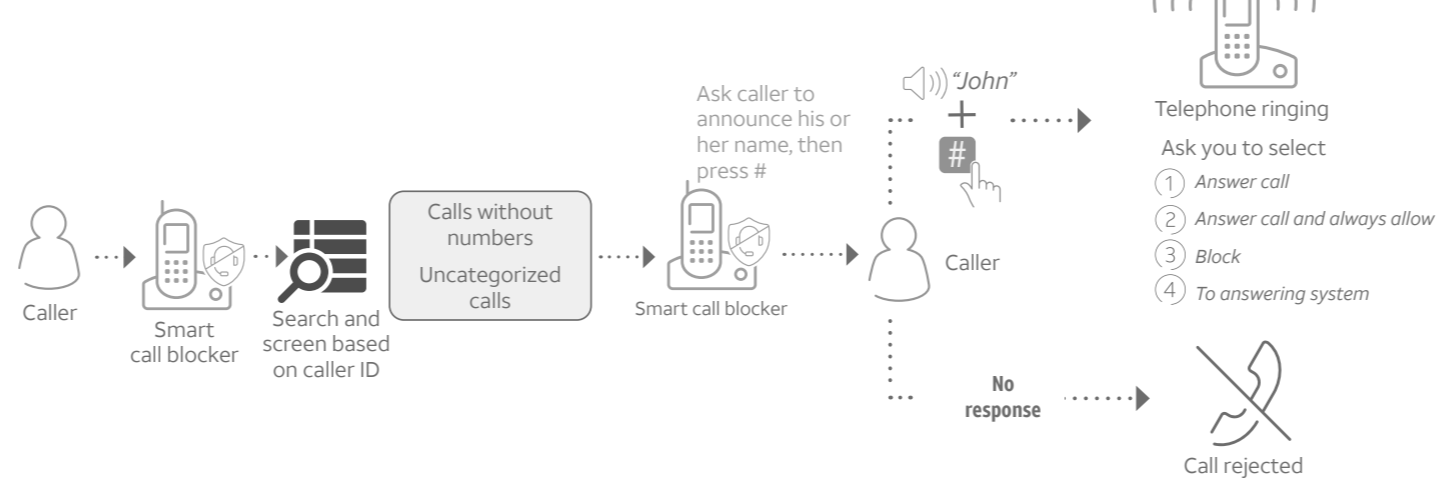 Caller
Smart
call blocker
Search and
screen based
on caller ID
Calls without
numbers
Uncategorized
calls
Ask caller to
announce his or
her name, then
press #
Smart call blocker
Caller
“John”
+
#
Telephone ringing
Ask you to select
1 Answer call
2 Answer call and always allow
3 Block
4 To answering system
No
response
Call rejected